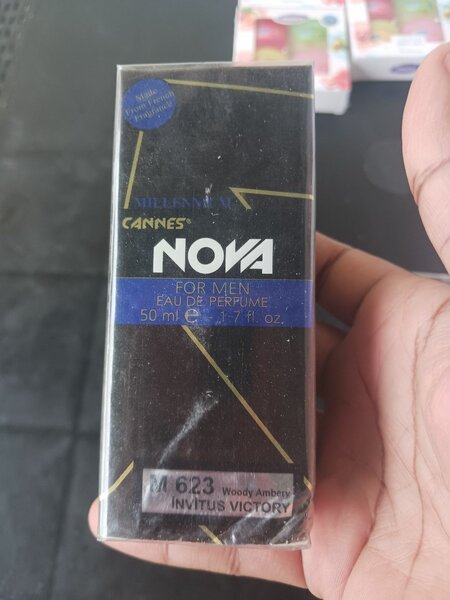 Made
From French
Fragrance
MILLENNIUM
CANNES®
NOVA
FOR MEN
EAU DE PERFUME
50 ml e - 1.7 fl. oz.
M 623 Woody Ambery
INVITUS VICTORY